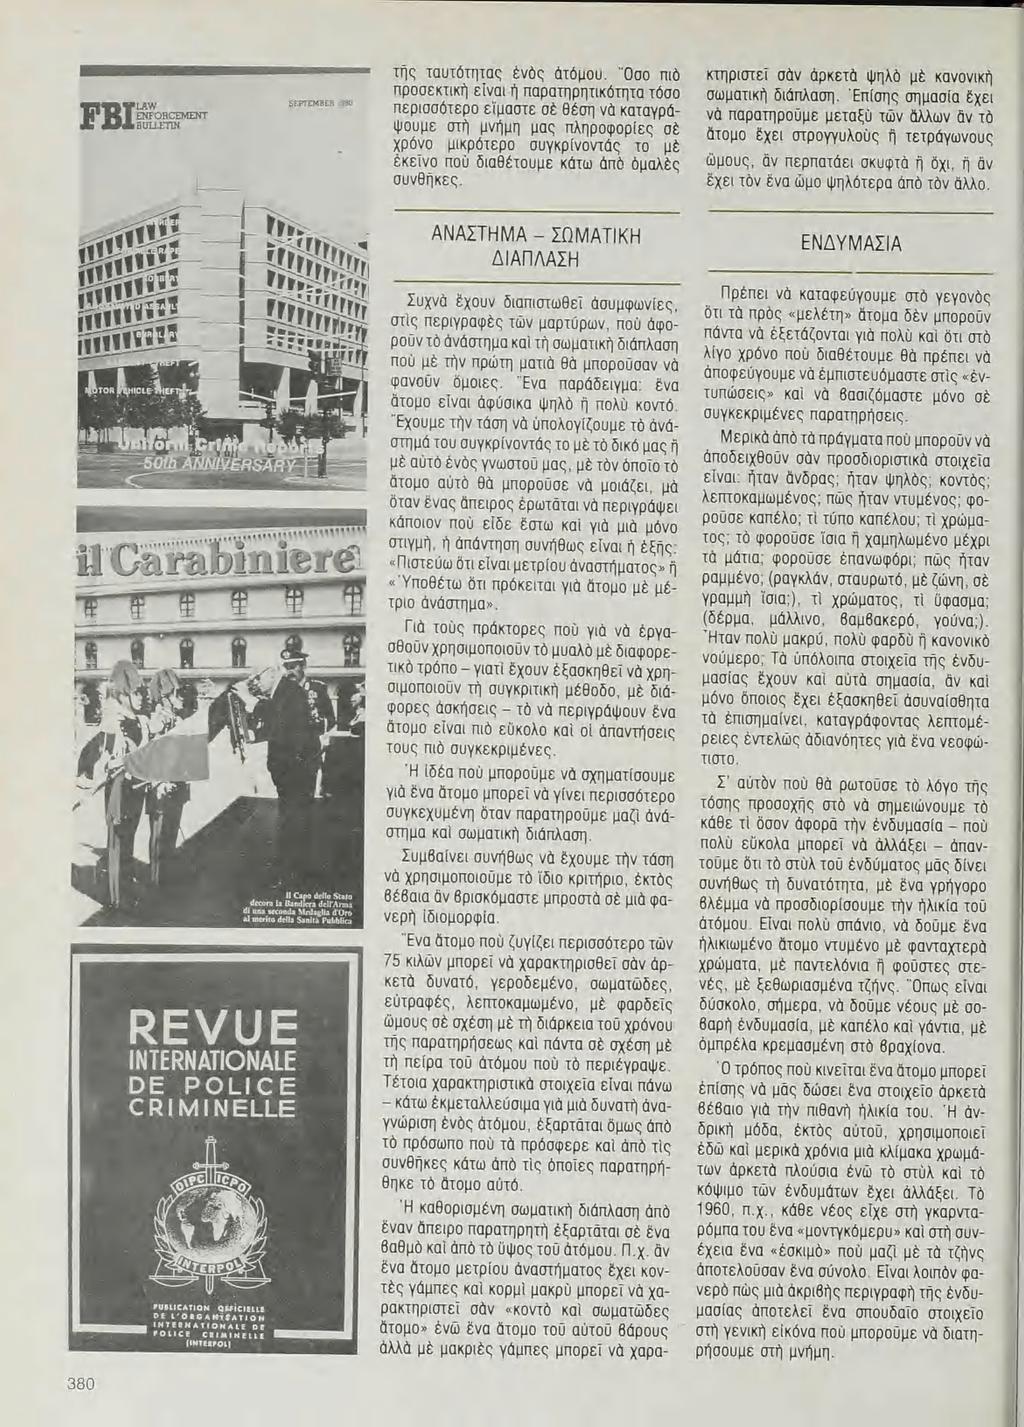 FBI LAW
ENFORCEMENT
BULLETIN
SEPTEMBER
ROBBERY
BURGLARY
MOTOR VEHICLE THEFT
Uniform Crime Reports
50th ANNIVERSARY
il Carabiniere
Il Capo dello Stato
decora la Bandiera dell'Arma
di una seconda Medaglia d'Oro
al merito della Sanità Pubblica
REVUE
INTERNATIONALE
DE POLICE
CRIMINELLE
OIPC ICPO
INTERPOL
PUBLICATION OFFICIELLE
DE L'ORGANISATION
INTERNATIONALE DE
POLICE CRIMINELLE
(INTERPOL)
380
τῆς ταυτότητας ἑνὸς ἀτόμου. Ὅσο πιὸ
προσεκτικὴ εἶναι ἡ παρατηρητικότητα τόσο
περισσότερο εἴμαστε σὲ θέση νὰ καταγρά-
ψουμε στὴ μνήμη μας πληροφορίες σὲ
χρόνο μικρότερο συγκρίνοντάς το μὲ
ἐκεῖνο ποὺ διαθέτουμε κάτω ἀπὸ ὁμαλὲς
συνθῆκες.
ΑΝΑΣΤΗΜΑ – ΣΩΜΑΤΙΚΗ
ΔΙΑΠΛΑΣΗ
Συχνὰ ἔχουν διαπιστωθεῖ ἀσυμφωνίες,
στὶς περιγραφὲς τῶν μαρτύρων, ποὺ ἀφο-
ροῦν τὸ ἀνάστημα καὶ τὴ σωματικὴ διάπλαση
ποὺ μὲ τὴν πρώτη ματιὰ θὰ μποροῦσαν νὰ
φανοῦν ὅμοιες. Ἕνα παράδειγμα: ἕνα
ἄτομο εἶναι ἀφύσικα ψηλὸ ἢ πολὺ κοντό.
Ἔχουμε τὴν τάση νὰ ὑπολογίζουμε τὸ ἀνά-
στημά του συγκρίνοντάς το μὲ τὸ δικό μας ἢ
μὲ αὐτὸ ἑνὸς γνωστοῦ μας, μὲ τὸν ὁποῖο τὸ
ἄτομο αὐτὸ θὰ μποροῦσε νὰ μοιάζει, μὰ
ὅταν ἕνας ἄπειρος ἐρωτᾶται νὰ περιγράψει
κάποιον ποὺ εἶδε ἔστω καὶ γιὰ μιὰ μόνο
στιγμή, ἡ ἀπάντηση συνήθως εἶναι ἡ ἑξῆς:
«Πιστεύω ὅτι εἶναι μετρίου ἀναστήματος» ἢ
«Ὑποθέτω ὅτι πρόκειται γιὰ ἄτομο μὲ μέ-
τριο ἀνάστημα».
Γιὰ τοὺς πράκτορες ποὺ γιὰ νὰ ἐργα-
σθοῦν χρησιμοποιοῦν τὸ μυαλὸ μὲ διαφορε-
τικὸ τρόπο – γιατὶ ἔχουν ἐξασκηθεῖ νὰ χρη-
σιμοποιοῦν τὴ συγκριτικὴ μέθοδο, μὲ διά-
φορες ἀσκήσεις – τὸ νὰ περιγράψουν ἕνα
ἄτομο εἶναι πιὸ εὔκολο καὶ οἱ ἀπαντήσεις
τους πιὸ συγκεκριμένες.
Ἡ ἰδέα ποὺ μποροῦμε νὰ σχηματίσουμε
γιὰ ἕνα ἄτομο μπορεῖ νὰ γίνει περισσότερο
συγκεχυμένη ὅταν παρατηροῦμε μαζὶ ἀνά-
στημα καὶ σωματικὴ διάπλαση.
Συμβαίνει συνήθως νὰ ἔχουμε τὴν τάση
νὰ χρησιμοποιοῦμε τὸ ἴδιο κριτήριο, ἐκτὸς
βέβαια ἂν βρισκόμαστε μπροστὰ σὲ μιὰ φα-
νερὴ ἰδιομορφία.
Ἕνα ἄτομο ποὺ ζυγίζει περισσότερο τῶν
75 κιλῶν μπορεῖ νὰ χαρακτηρισθεῖ σὰν ἀρ-
κετὰ δυνατό, γεροδεμένο, σωματῶδες,
εὐτραφές, λεπτοκαμωμένο, μὲ φαρδεῖς
ὤμους σὲ σχέση μὲ τὴ διάρκεια τοῦ χρόνου
τῆς παρατηρήσεως καὶ πάντα σὲ σχέση μὲ
τὴ πεῖρα τοῦ ἀτόμου ποὺ τὸ περιέγραψε.
Τέτοια χαρακτηριστικὰ στοιχεῖα εἶναι πάνω
– κάτω ἐκμεταλλεύσιμα γιὰ μιὰ δυνατὴ ἀνα-
γνώριση ἑνὸς ἀτόμου, ἐξαρτᾶται ὅμως ἀπὸ
τὸ πρόσωπο ποὺ τὰ πρόσφερε καὶ ἀπὸ τὶς
συνθῆκες κάτω ἀπὸ τὶς ὁποῖες παρατηρή-
θηκε τὸ ἄτομο αὐτό.
Ἡ καθορισμένη σωματικὴ διάπλαση ἀπὸ
ἕναν ἄπειρο παρατηρητὴ ἐξαρτᾶται σὲ ἕνα
βαθμὸ καὶ ἀπὸ τὸ ὕψος τοῦ ἀτόμου. Π.χ. ἂν
ἕνα ἄτομο μετρίου ἀναστήματος ἔχει κον-
τὲς γάμπες καὶ κορμὶ μακρὺ μπορεῖ νὰ χα-
ρακτηριστεῖ σὰν «κοντὸ καὶ σωματῶδες
ἄτομο» ἐνῶ ἕνα ἄτομο τοῦ αὐτοῦ βάρους
ἀλλὰ μὲ μακριὲς γάμπες μπορεῖ νὰ χαρα-
κτηριστεῖ σὰν ἀρκετὰ ψηλὸ μὲ κανονικὴ
σωματικὴ διάπλαση. Ἐπίσης σημασία ἔχει
νὰ παρατηροῦμε μεταξὺ τῶν ἄλλων ἂν τὸ
ἄτομο ἔχει στρογγυλοὺς ἢ τετράγωνους
ὤμους, ἂν περπατάει σκυφτὰ ἢ ὄχι, ἢ ἂν
ἔχει τὸν ἕνα ὦμο ψηλότερα ἀπὸ τὸν ἄλλο.
ΕΝΔΥΜΑΣΙΑ
Πρέπει νὰ καταφεύγουμε στὸ γεγονὸς
ὅτι τὰ πρὸς «μελέτη» ἄτομα δὲν μποροῦν
πάντα νὰ ἐξετάζονται γιὰ πολὺ καὶ ὅτι στὸ
λίγο χρόνο ποὺ διαθέτουμε θὰ πρέπει νὰ
ἀποφεύγουμε νὰ ἐμπιστευόμαστε στὶς «ἐν-
τυπώσεις» καὶ νὰ βασιζόμαστε μόνο σὲ
συγκεκριμένες παρατηρήσεις.
Μερικὰ ἀπὸ τὰ πράγματα ποὺ μποροῦν νὰ
ἀποδειχθοῦν σὰν προσδιοριστικὰ στοιχεῖα
εἶναι: ἦταν ἄνδρας; ἦταν ψηλός; κοντός;
λεπτοκαμωμένος; πῶς ἦταν ντυμένος; φο-
ροῦσε καπέλο; τὶ τύπο καπέλου; τὶ χρώμα-
τος; τὸ φοροῦσε ἴσια ἢ χαμηλωμένο μέχρι
τὰ μάτια; φοροῦσε ἐπανωφόρι; πῶς ἦταν
ραμμένο; (ραγκλάν, σταυρωτό, μὲ ζώνη, σὲ
γραμμὴ ἴσια;), τὶ χρώματος, τὶ ὕφασμα;
(δέρμα, μάλλινο, βαμβακερό, γούνα;).
Ἦταν πολὺ μακρύ, πολὺ φαρδὺ ἢ κανονικὸ
νούμερο; Τὰ ὑπόλοιπα στοιχεῖα τῆς ἐνδυ-
μασίας ἔχουν καὶ αὐτὰ σημασία, ἂν καὶ
μόνο ὅποιος ἔχει ἐξασκηθεῖ ἀσυναίσθητα
τὰ ἐπισημαίνει, καταγράφοντας λεπτομέ-
ρειες ἐντελῶς ἀδιανόητες γιὰ ἕνα νεοφώ-
τιστο.
Σ' αὐτὸν ποὺ θὰ ρωτοῦσε τὸ λόγο τῆς
τόσης προσοχῆς στὸ νὰ σημειώνουμε τὸ
κάθε τὶ ὅσον ἀφορᾶ τὴν ἐνδυμασία – ποὺ
πολὺ εὔκολα μπορεῖ νὰ ἀλλάξει – ἀπαν-
τοῦμε ὅτι τὸ στὺλ τοῦ ἐνδύματος μᾶς δίνει
συνήθως τὴ δυνατότητα, μὲ ἕνα γρήγορο
βλέμμα νὰ προσδιορίσουμε τὴν ἡλικία τοῦ
ἀτόμου. Εἶναι πολὺ σπάνιο, νὰ δοῦμε ἕνα
ἡλικιωμένο ἄτομο ντυμένο μὲ φανταχτερὰ
χρώματα, μὲ παντελόνια ἢ φοῦστες στε-
νές, μὲ ξεθωριασμένα τζήνς. Ὅπως εἶναι
δύσκολο, σήμερα, νὰ δοῦμε νέους μὲ σο-
βαρὴ ἐνδυμασία, μὲ καπέλο καὶ γάντια, μὲ
ὀμπρέλα κρεμασμένη στὸ βραχίονα.
Ὁ τρόπος ποὺ κινεῖται ἕνα ἄτομο μπορεῖ
ἐπίσης νὰ μᾶς δώσει ἕνα στοιχεῖο ἀρκετὰ
βέβαιο γιὰ τὴν πιθανὴ ἡλικία του. Ἡ ἀν-
δρικὴ μόδα, ἐκτὸς αὐτοῦ, χρησιμοποιεῖ
ἐδῶ καὶ μερικὰ χρόνια μιὰ κλίμακα χρωμά-
των ἀρκετὰ πλούσια ἐνῶ τὸ στὺλ καὶ τὸ
κόψιμο τῶν ἐνδυμάτων ἔχει ἀλλάξει. Τὸ
1960, π.χ., κάθε νέος εἶχε στὴ γκαρντα-
ρόμπα του ἕνα «μοντγκόμερυ» καὶ στὴ συν-
έχεια ἕνα «ἐσκιμὸ» ποὺ μαζὶ μὲ τὰ τζὴνς
ἀποτελοῦσαν ἕνα σύνολο. Εἶναι λοιπὸν φα-
νερὸ πὼς μιὰ ἀκριβὴς περιγραφὴ τῆς ἐνδυ-
μασίας ἀποτελεῖ ἕνα σπουδαῖο στοιχεῖο
στὴ γενικὴ εἰκόνα ποὺ μποροῦμε νὰ διατη-
ρήσουμε στὴ μνήμη.